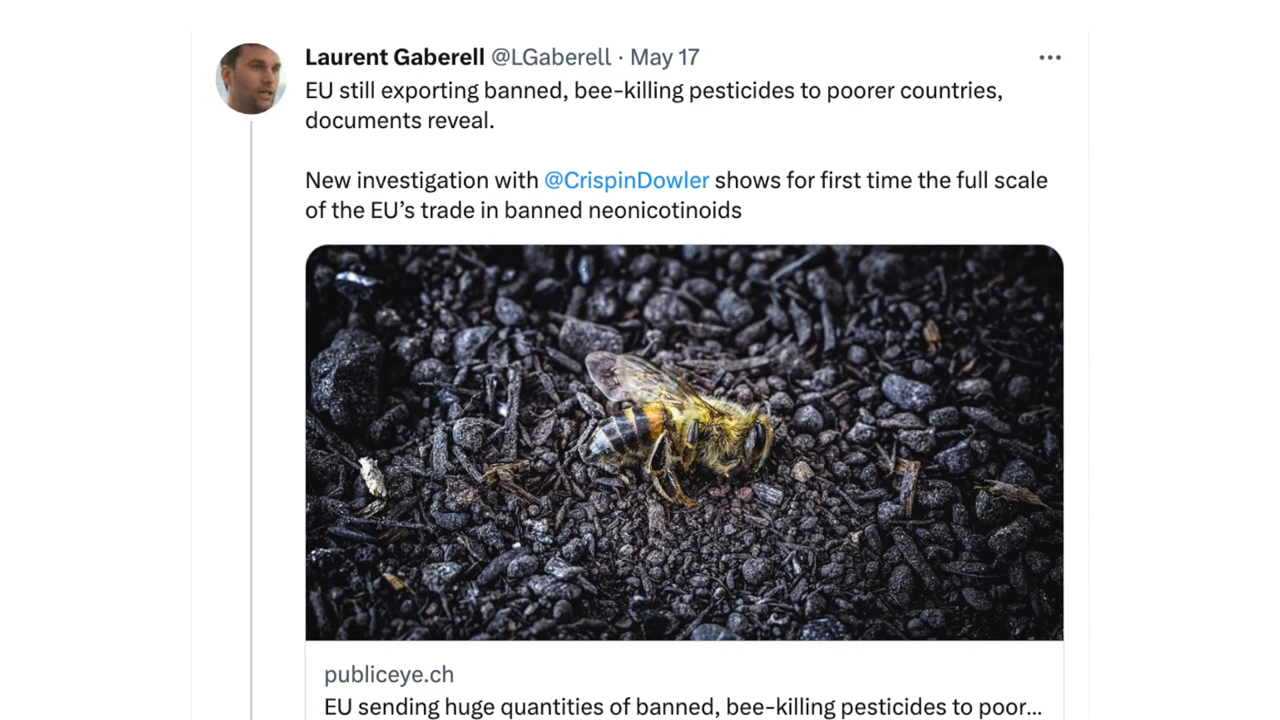 Laurent Gaberell @LGaberell · May 17
EU still exporting banned, bee-killing pesticides to poorer countries,
documents reveal.
New investigation with @CrispinDowler shows for first time the full scale
of the EU’s trade in banned neonicotinoids
publiceye.ch
EU sending huge quantities of banned, bee-killing pesticides to poor...